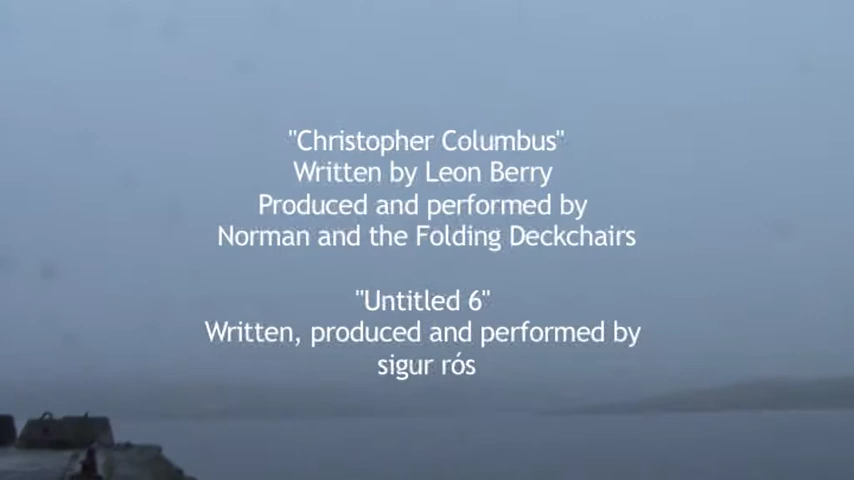 "Christopher Columbus"
Written by Leon Berry
Produced and performed by
Norman and the Folding Deckchairs
"Untitled 6"
Written, produced and performed by
sigur rós